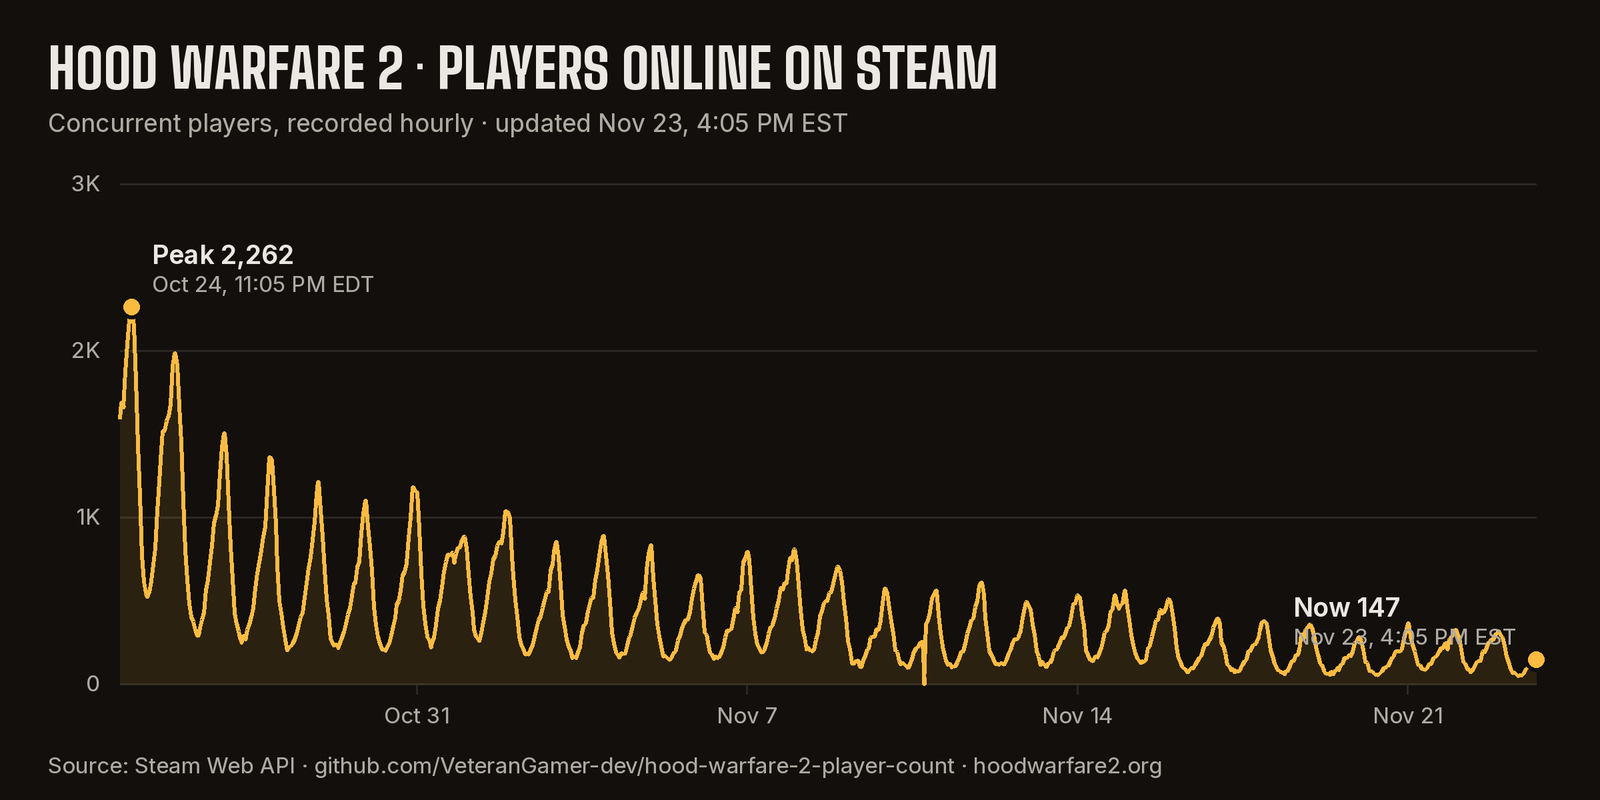 HOOD WARFARE 2 · PLAYERS ONLINE ON STEAM
Concurrent players, recorded hourly · updated Nov 23, 4:05 PM EST
3K
Peak 2,262
Oct 24, 11:05 PM EDT
2K
1K
Now 147
Nov 23, 4:05 PM EST
0
Oct 31
Nov 7
Nov 14
Nov 21
Source: Steam Web API · github.com/VeteranGamer-dev/hood-warfare-2-player-count · hoodwarfare2.org